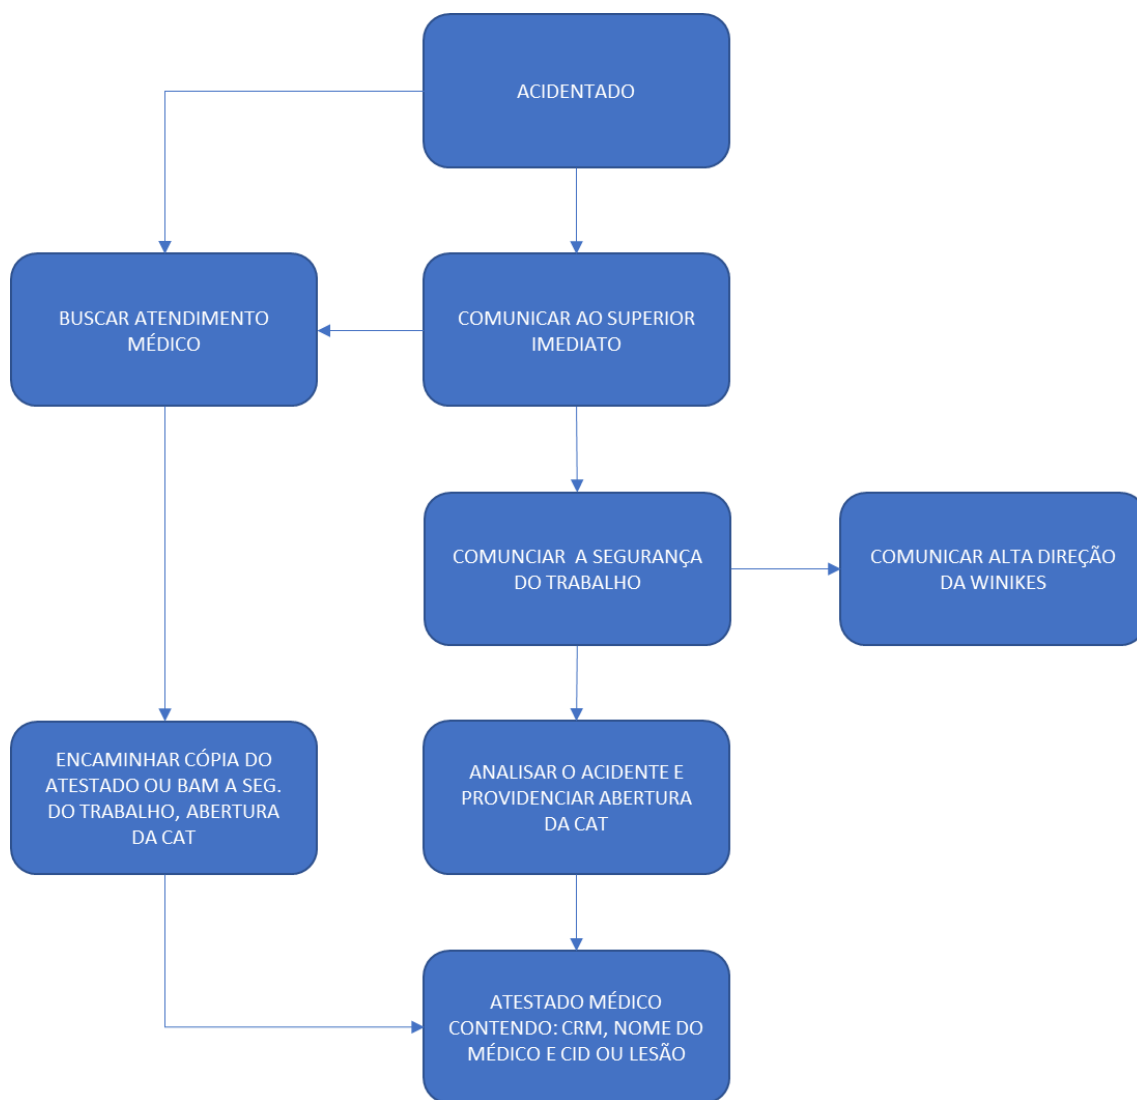 ACIDENTADO
BUSCAR ATENDIMENTO
MÉDICO
COMUNICAR AO SUPERIOR
IMEDIATO
COMUNCIAR A SEGURANÇA
DO TRABALHO
COMUNICAR ALTA DIREÇÃO
DA WINIKES
ENCAMINHAR CÓPIA DO
ATESTADO OU BAM A SEG.
DO TRABALHO, ABERTURA
DA CAT
ANALISAR O ACIDENTE E
PROVIDENCIAR ABERTURA
DA CAT
ATESTADO MÉDICO
CONTENDO: CRM, NOME DO
MÉDICO E CID OU LESÃO